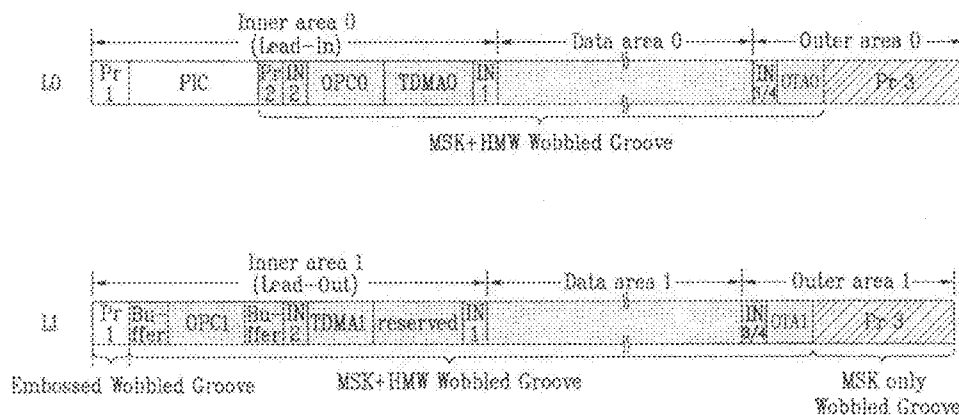 Inner area 0
(Lead-In)
Data area 0
Outer area 0
L0
Pr 1
PIC
Pr 2
IN 2
OPC0
TDMA0
IN 1
IN 3/4
OTA0
Pr 3
MSK+HMW Wobbled Groove
Inner area 1
(Lead-Out)
Data area 1
Outer area 1
L1
Pr 1
Bu-ffer
OPC1
Bu-ffer
IN 2
TDMA1
reserved
IN 1
IN 3/4
OTA1
Pr 3
Embossed Wobbled Groove
MSK+HMW Wobbled Groove
MSK only
Wobbled Groove